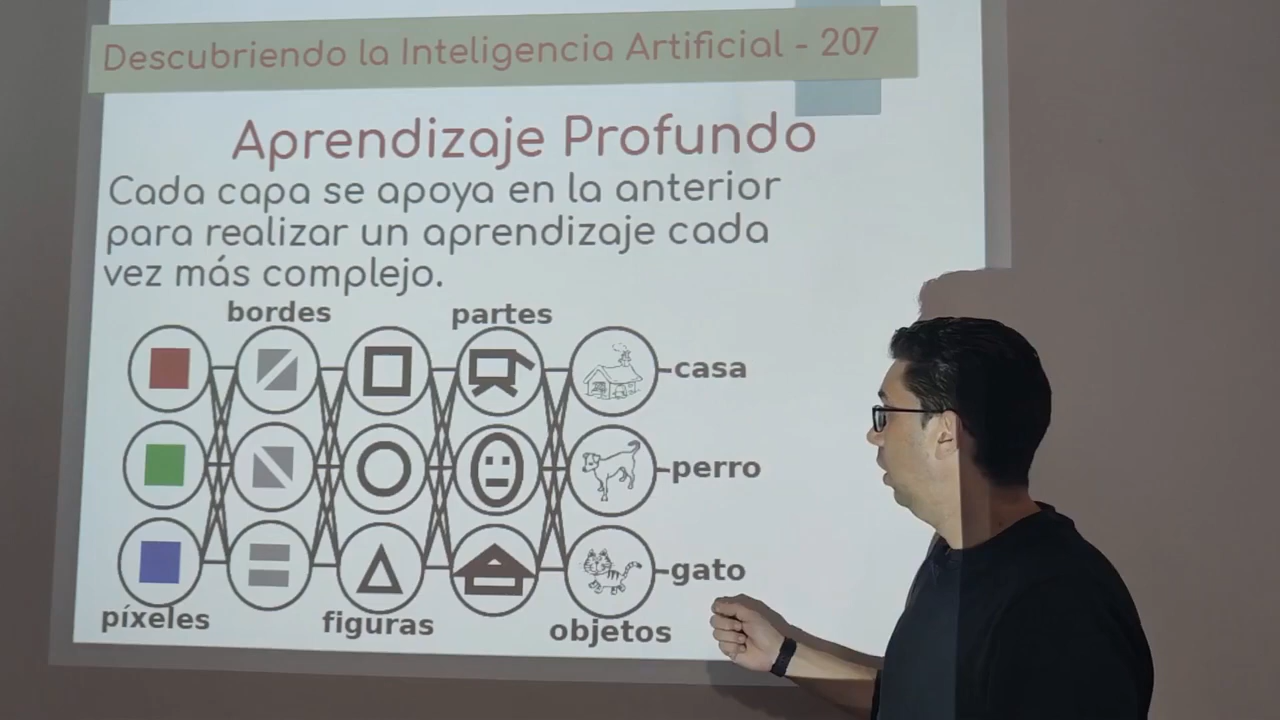 Descubriendo la Inteligencia Artificial - 207
Aprendizaje Profundo
Cada capa se apoya en la anterior
para realizar un aprendizaje cada
vez más complejo.
bordes
partes
casa
perro
gato
píxeles
figuras
objetos